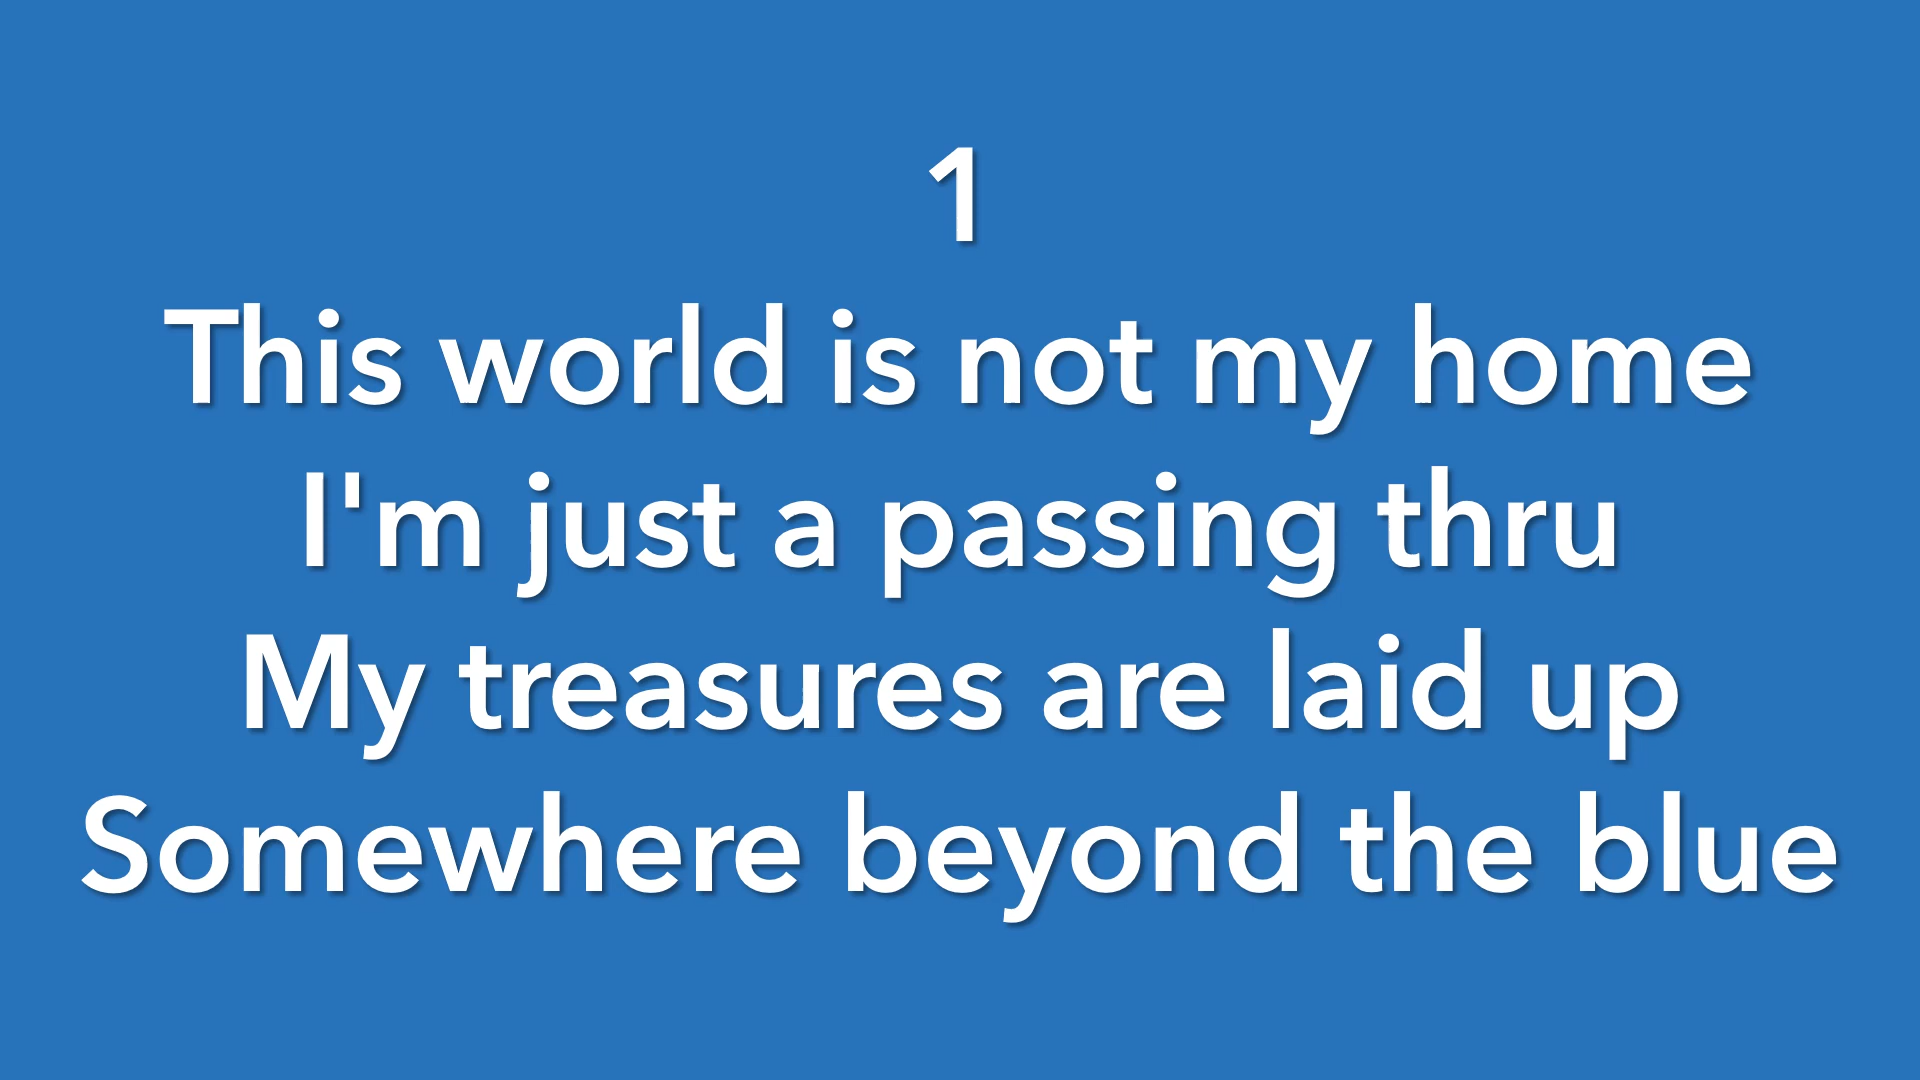 1
This world is not my home
I'm just a passing thru
My treasures are laid up
Somewhere beyond the blue